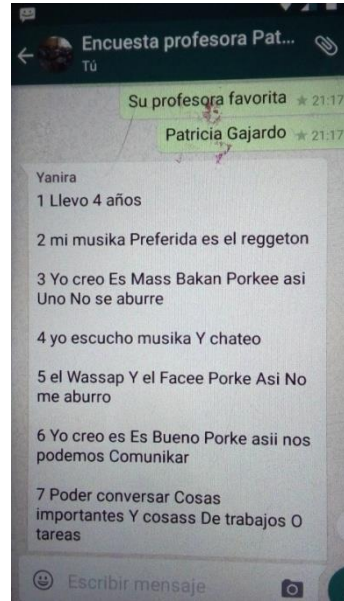 Encuesta profesora Pat...
Tú
Su profesora favorita ★ 21:17
Patricia Gajardo ★ 21:17
Yanira
1 Llevo 4 años
2 mi musika Preferida es el reggeton
3 Yo creo Es Mass Bakan Porkee asi
Uno No se aburre
4 yo escucho musika Y chateo
5 el Wassap Y el Facee Porke Asi No
me aburro
6 Yo creo es Es Bueno Porke asii nos
podemos Comunikar
7 Poder conversar Cosas
importantes Y cosass De trabajos O
tareas
Escribir mensaje